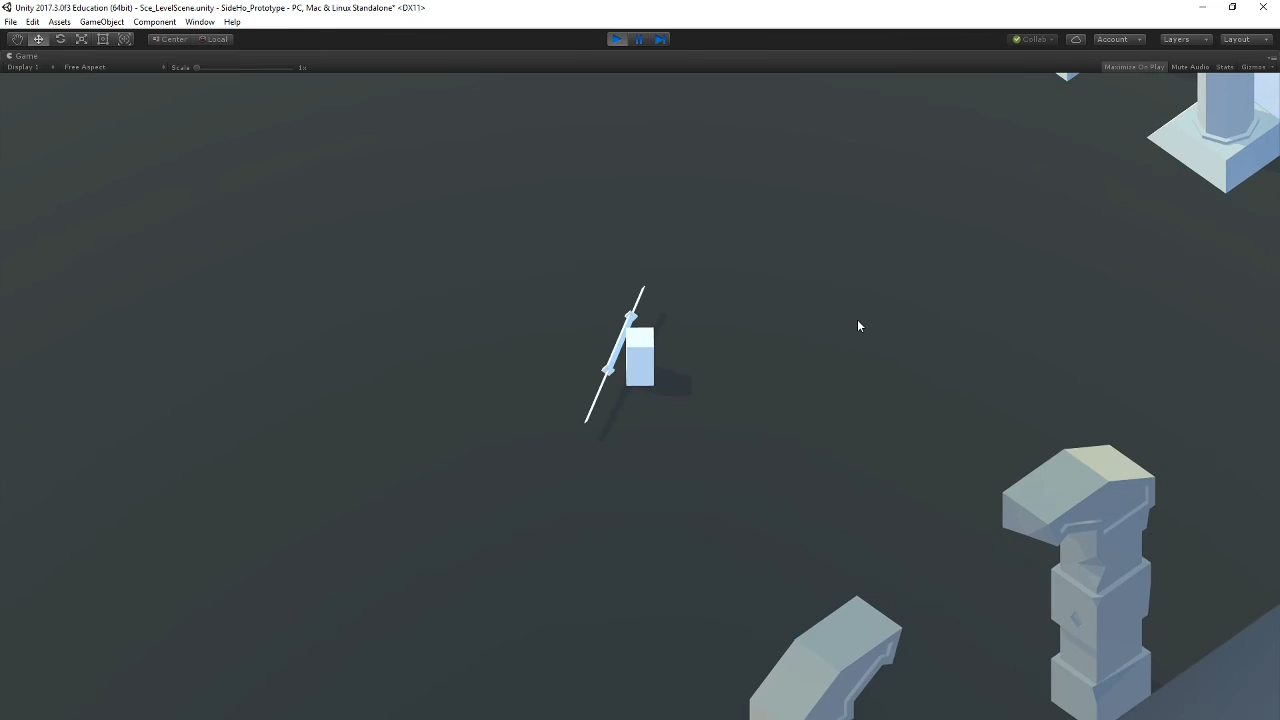 Unity 2017.3.0f3 Education (64bit) - Sce_LevelScene.unity - SideHo_Prototype - PC, Mac & Linux Standalone* <DX11>
File Edit Assets GameObject Component Window Help
Center Local Collab Account Layers Layout
Game
Display 1 Free Aspect Scale 1x Maximize On Play Mute Audio Stats Gizmos